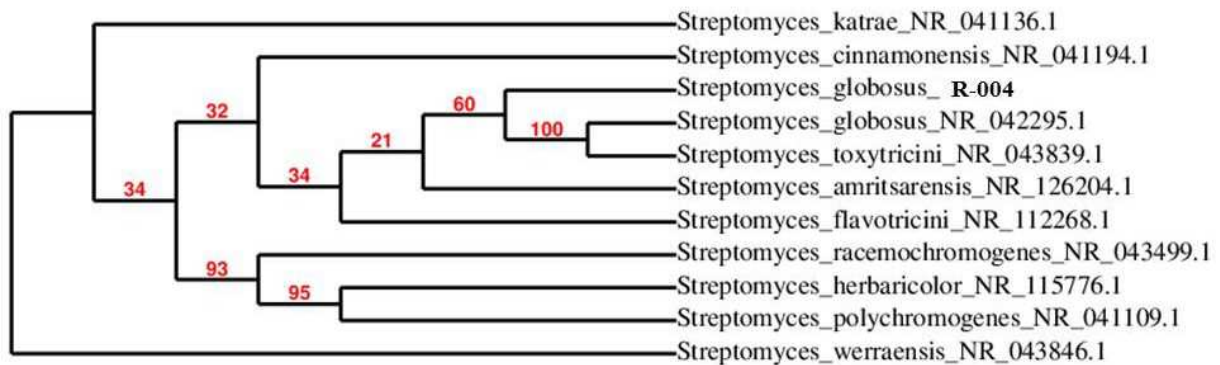 Streptomyces_katrae_NR_041136.1
Streptomyces_cinnamonensis_NR_041194.1
Streptomyces_globosus_ R-004
60
32
100
Streptomyces_globosus_NR_042295.1
21
Streptomyces_toxytricini_NR_043839.1
34
Streptomyces_amritsarensis_NR_126204.1
34
Streptomyces_flavotricini_NR_112268.1
Streptomyces_racemochromogenes_NR_043499.1
93
Streptomyces_herbaricolor_NR_115776.1
95
Streptomyces_polychromogenes_NR_041109.1
Streptomyces_werraensis_NR_043846.1